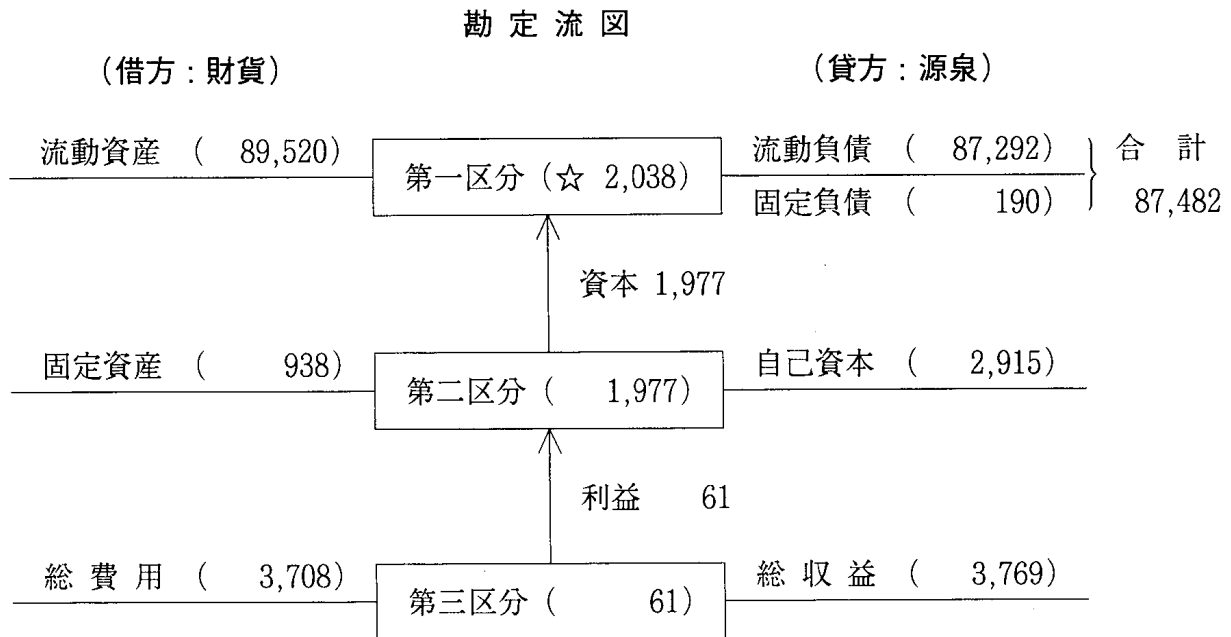 勘定流図
(借方：財貨) (貸方：源泉)
流動資産 ( 89,520) 第一区分 (☆ 2,038) 流動負債 ( 87,292) 合 計
固定負債 ( 190) 87,482
資本 1,977
固定資産 ( 938) 第二区分 ( 1,977) 自己資本 ( 2,915)
利益 61
総費用 ( 3,708) 第三区分 ( 61) 総収益 ( 3,769)